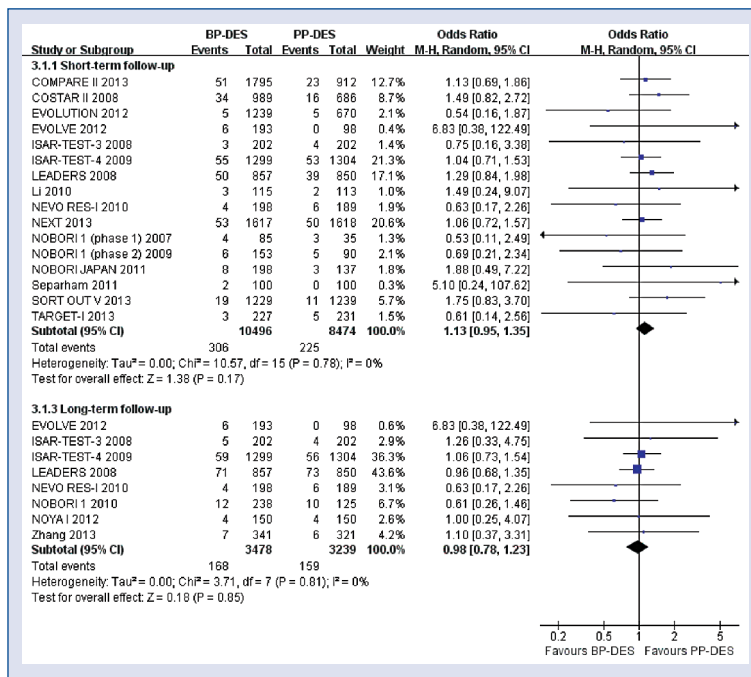 BP-DES PP-DES Odds Ratio Odds Ratio
Study or Subgroup Events Total Events Total Weight M-H, Random, 95% CI M-H, Random, 95% CI
3.1.1 Short-term follow-up
COMPARE II 2013 51 1795 23 912 12.7% 1.13 [0.69, 1.86]
COSTAR II 2008 34 989 16 686 8.7% 1.49 [0.82, 2.72]
EVOLUTION 2012 5 1239 5 670 2.1% 0.54 [0.16, 1.87]
EVOLVE 2012 6 193 0 98 0.4% 6.83 [0.38, 122.49]
ISAR-TEST-3 2008 3 202 4 202 1.4% 0.75 [0.16, 3.38]
ISAR-TEST-4 2009 55 1299 53 1304 21.3% 1.04 [0.71, 1.53]
LEADERS 2008 50 857 39 850 17.1% 1.29 [0.84, 1.98]
Li 2010 3 115 2 113 1.0% 1.49 [0.24, 9.07]
NEVO RES-I 2010 4 198 6 189 1.9% 0.63 [0.17, 2.26]
NEXT 2013 53 1617 50 1618 20.6% 1.06 [0.72, 1.57]
NOBORI 1 (phase 1) 2007 4 85 3 35 1.3% 0.53 [0.11, 2.49]
NOBORI 1 (phase 2) 2009 6 153 5 90 2.2% 0.69 [0.21, 2.34]
NOBORI JAPAN 2011 8 198 3 137 1.8% 1.88 [0.49, 7.22]
Separham 2011 2 100 0 100 0.3% 5.10 [0.24, 107.62]
SORT OUT V 2013 19 1229 11 1239 5.7% 1.75 [0.83, 3.70]
TARGET-I 2013 3 227 5 231 1.5% 0.61 [0.14, 2.56]
Subtotal (95% CI) 10496 8474 100.0% 1.13 [0.95, 1.35]
Total events 306 225
Heterogeneity: Tau² = 0.00; Chi² = 10.57, df = 15 (P = 0.78); I² = 0%
Test for overall effect: Z = 1.38 (P = 0.17)
3.1.3 Long-term follow-up
EVOLVE 2012 6 193 0 98 0.6% 6.83 [0.38, 122.49]
ISAR-TEST-3 2008 5 202 4 202 2.9% 1.26 [0.33, 4.75]
ISAR-TEST-4 2009 59 1299 56 1304 36.3% 1.06 [0.73, 1.54]
LEADERS 2008 71 857 73 850 43.6% 0.96 [0.68, 1.35]
NEVO RES-I 2010 4 198 6 189 3.1% 0.63 [0.17, 2.26]
NOBORI 1 2010 12 238 10 125 6.8% 0.61 [0.26, 1.46]
NOYA I 2012 4 150 4 150 2.6% 1.00 [0.25, 4.07]
Zhang 2013 7 341 6 321 4.2% 1.10 [0.37, 3.31]
Subtotal (95% CI) 3478 3239 100.0% 0.98 [0.78, 1.23]
Total events 168 159
Heterogeneity: Tau² = 0.00; Chi² = 3.71, df = 7 (P = 0.81); I² = 0%
Test for overall effect: Z = 0.18 (P = 0.85)
0.2 0.5 1 2 5
Favours BP-DES Favours PP-DES